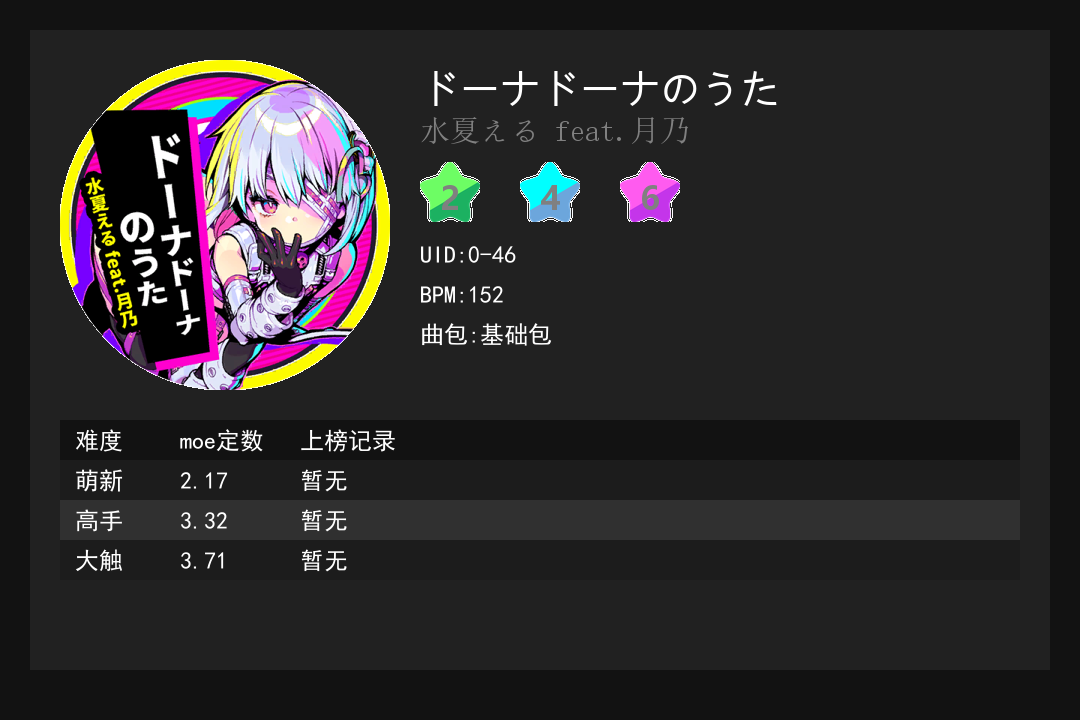 ドーナドーナのうた
水夏える feat.月乃
ドーナドーナ
のうた
水夏える feat.月乃
2 4 6
UID:0-46
BPM:152
曲包:基础包
难度 moe定数 上榜记录
萌新 2.17 暂无
高手 3.32 暂无
大触 3.71 暂无